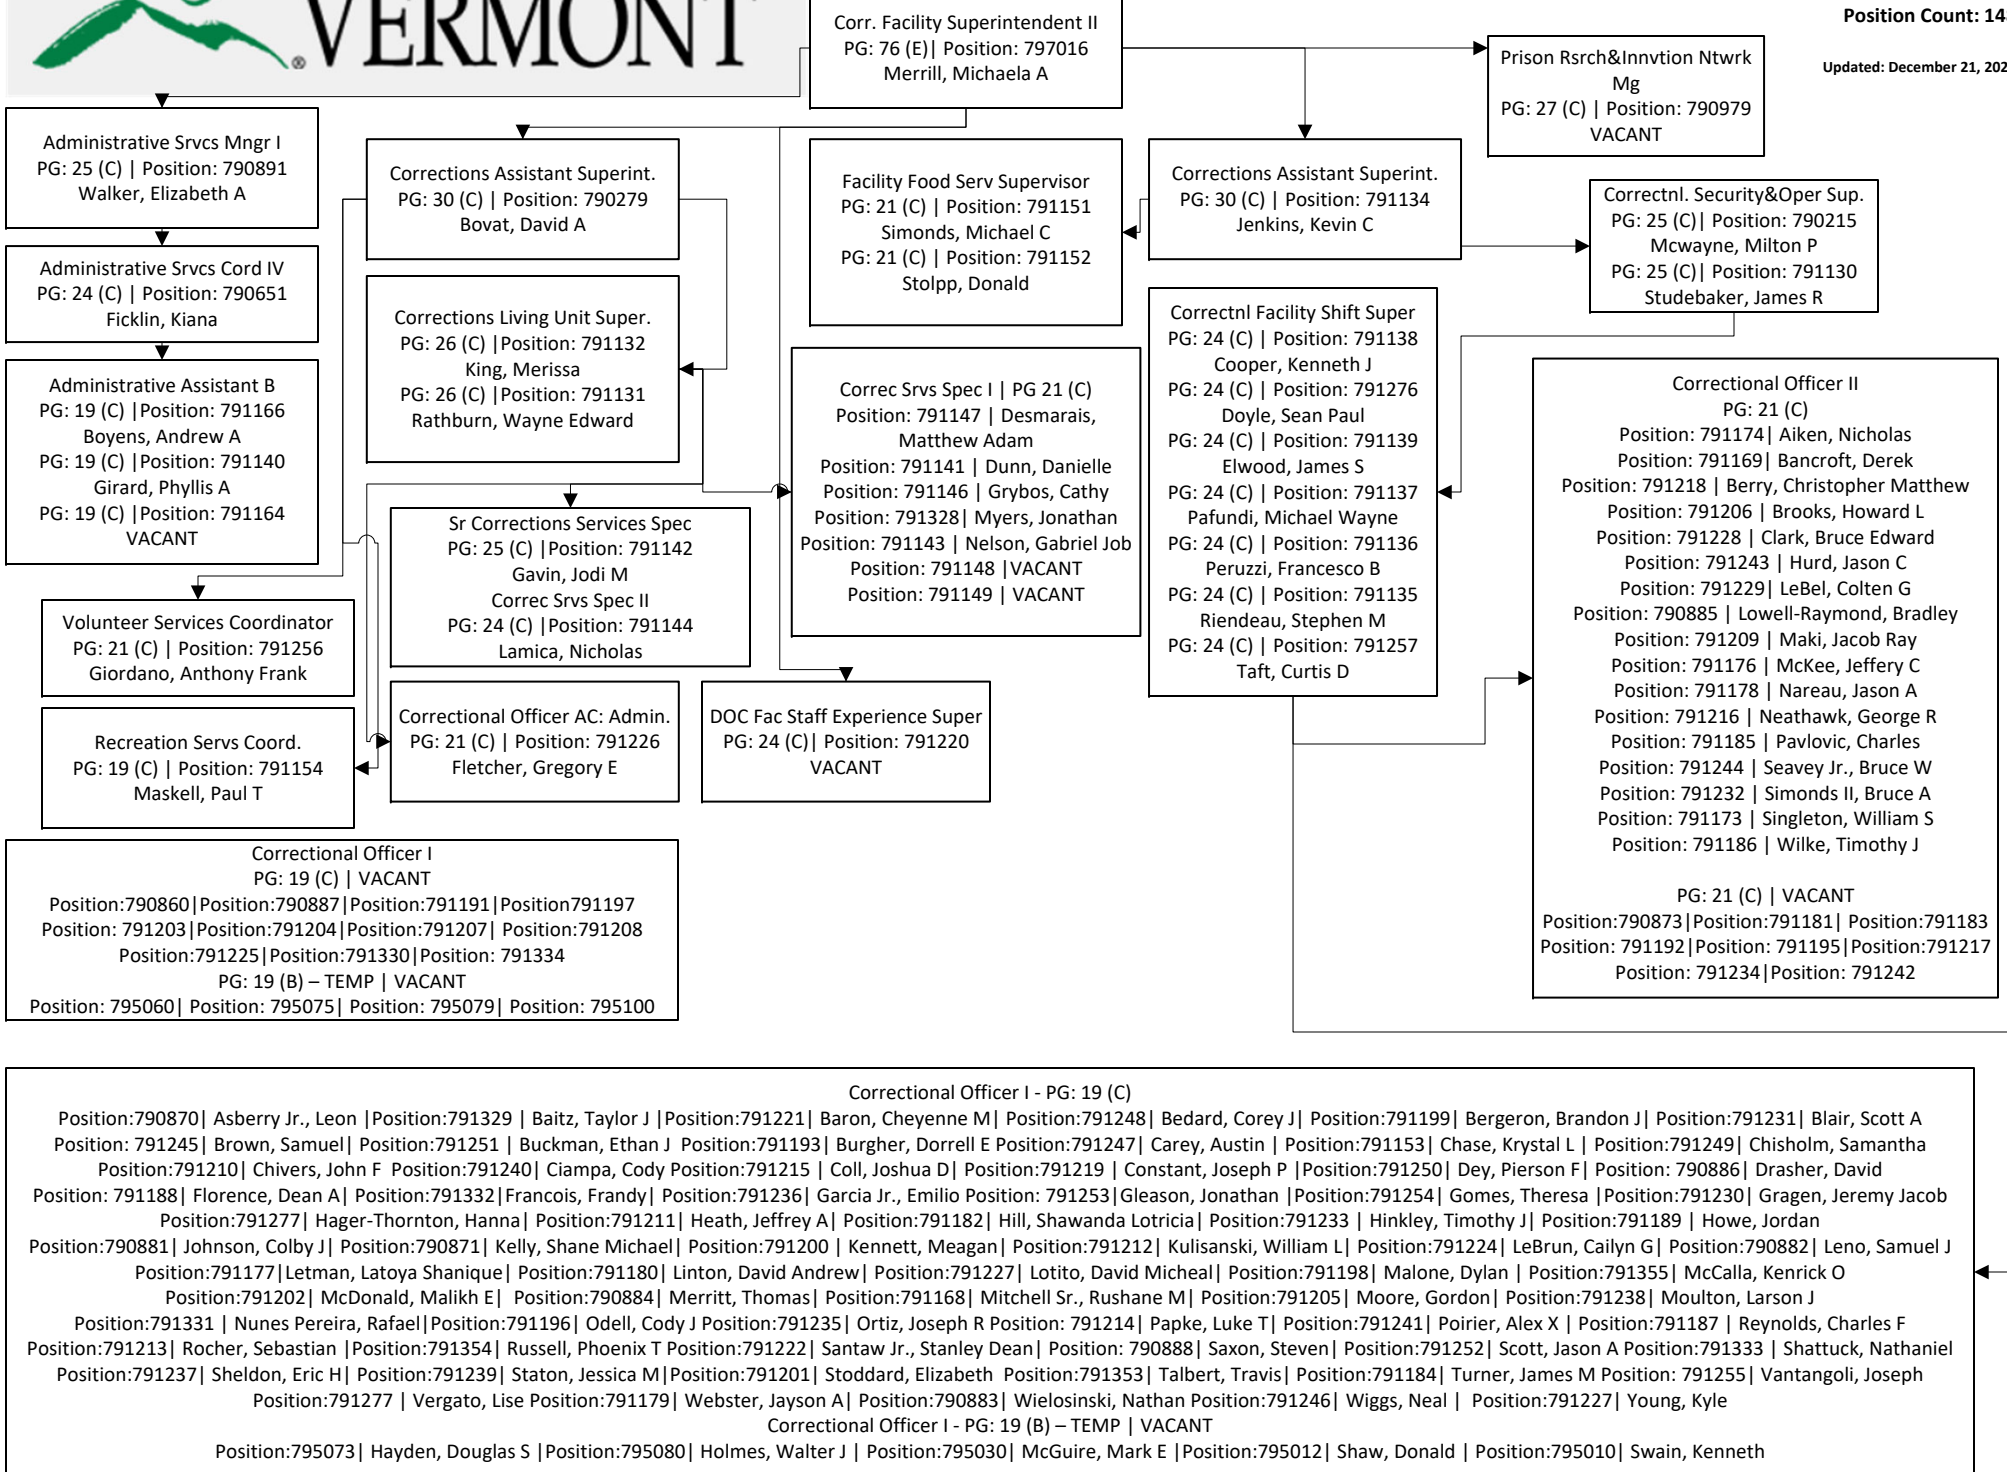 VERMONT
®
Corr. Facility Superintendent II
PG: 76 (E)| Position: 797016
Merrill, Michaela A
Position Count: 14
Updated: December 21, 202
Prison Rsrch&Innvtion Ntwrk
Mg
PG: 27 (C) | Position: 790979
VACANT
Administrative Srvcs Mngr I
PG: 25 (C) | Position: 790891
Walker, Elizabeth A
Corrections Assistant Superint.
PG: 30 (C) | Position: 790279
Bovat, David A
Facility Food Serv Supervisor
PG: 21 (C) | Position: 791151
Simonds, Michael C
PG: 21 (C) | Position: 791152
Stolpp, Donald
Corrections Assistant Superint.
PG: 30 (C) | Position: 791134
Jenkins, Kevin C
Correctnl. Security&Oper Sup.
PG: 25 (C)| Position: 790215
Mcwayne, Milton P
PG: 25 (C)| Position: 791130
Studebaker, James R
Administrative Srvcs Cord IV
PG: 24 (C) | Position: 790651
Ficklin, Kiana
Corrections Living Unit Super.
PG: 26 (C) |Position: 791132
King, Merissa
PG: 26 (C) |Position: 791131
Rathburn, Wayne Edward
Administrative Assistant B
PG: 19 (C) |Position: 791166
Boyens, Andrew A
PG: 19 (C) |Position: 791140
Girard, Phyllis A
PG: 19 (C) |Position: 791164
VACANT
Correc Srvs Spec I | PG 21 (C)
Position: 791147 | Desmarais,
Matthew Adam
Position: 791141 | Dunn, Danielle
Position: 791146 | Grybos, Cathy
Position: 791328| Myers, Jonathan
Position: 791143 | Nelson, Gabriel Job
Position: 791148 |VACANT
Position: 791149 | VACANT
Correctnl Facility Shift Super
PG: 24 (C) | Position: 791138
Cooper, Kenneth J
PG: 24 (C) | Position: 791276
Doyle, Sean Paul
PG: 24 (C) | Position: 791139
Elwood, James S
PG: 24 (C) | Position: 791137
Pafundi, Michael Wayne
PG: 24 (C) | Position: 791136
Peruzzi, Francesco B
PG: 24 (C) | Position: 791135
Riendeau, Stephen M
PG: 24 (C) | Position: 791257
Taft, Curtis D
Correctional Officer II
PG: 21 (C)
Position: 791174| Aiken, Nicholas
Position: 791169| Bancroft, Derek
Position: 791218 | Berry, Christopher Matthew
Position: 791206 | Brooks, Howard L
Position: 791228 | Clark, Bruce Edward
Position: 791243 | Hurd, Jason C
Position: 791229| LeBel, Colten G
Position: 790885 | Lowell-Raymond, Bradley
Position: 791209 | Maki, Jacob Ray
Position: 791176 | McKee, Jeffery C
Position: 791178 | Nareau, Jason A
Position: 791216 | Neathawk, George R
Position: 791185 | Pavlovic, Charles
Position: 791244 | Seavey Jr., Bruce W
Position: 791232 | Simonds II, Bruce A
Position: 791173 | Singleton, William S
Position: 791186 | Wilke, Timothy J
PG: 21 (C) | VACANT
Position:790873|Position:791181| Position:791183
Position: 791192|Position: 791195|Position:791217
Position: 791234|Position: 791242
Sr Corrections Services Spec
PG: 25 (C) |Position: 791142
Gavin, Jodi M
Correc Srvs Spec II
PG: 24 (C) |Position: 791144
Lamica, Nicholas
Volunteer Services Coordinator
PG: 21 (C) | Position: 791256
Giordano, Anthony Frank
Recreation Servs Coord.
PG: 19 (C) | Position: 791154
Maskell, Paul T
Correctional Officer AC: Admin.
PG: 21 (C) | Position: 791226
Fletcher, Gregory E
DOC Fac Staff Experience Super
PG: 24 (C)| Position: 791220
VACANT
Correctional Officer I
PG: 19 (C) | VACANT
Position:790860|Position:790887|Position:791191|Position791197
Position: 791203|Position:791204|Position:791207| Position:791208
Position:791225|Position:791330|Position: 791334
PG: 19 (B) – TEMP | VACANT
Position: 795060| Position: 795075| Position: 795079| Position: 795100
Correctional Officer I - PG: 19 (C)
Position:790870| Asberry Jr., Leon |Position:791329 | Baitz, Taylor J |Position:791221| Baron, Cheyenne M| Position:791248| Bedard, Corey J| Position:791199| Bergeron, Brandon J| Position:791231| Blair, Scott A
Position: 791245| Brown, Samuel| Position:791251 | Buckman, Ethan J Position:791193| Burgher, Dorrell E Position:791247| Carey, Austin | Position:791153| Chase, Krystal L | Position:791249| Chisholm, Samantha
Position:791210| Chivers, John F Position:791240| Ciampa, Cody Position:791215 | Coll, Joshua D| Position:791219 | Constant, Joseph P |Position:791250| Dey, Pierson F| Position: 790886| Drasher, David
Position: 791188| Florence, Dean A| Position:791332|Francois, Frandy| Position:791236| Garcia Jr., Emilio Position: 791253|Gleason, Jonathan |Position:791254| Gomes, Theresa |Position:791230| Gragen, Jeremy Jacob
Position:791277| Hager-Thornton, Hanna| Position:791211| Heath, Jeffrey A| Position:791182| Hill, Shawanda Lotricia| Position:791233 | Hinkley, Timothy J| Position:791189 | Howe, Jordan
Position:790881| Johnson, Colby J| Position:790871| Kelly, Shane Michael| Position:791200 | Kennett, Meagan| Position:791212| Kulisanski, William L| Position:791224| LeBrun, Cailyn G| Position:790882| Leno, Samuel J
Position:791177|Letman, Latoya Shanique| Position:791180| Linton, David Andrew| Position:791227| Lotito, David Micheal| Position:791198| Malone, Dylan | Position:791355| McCalla, Kenrick O
Position:791202| McDonald, Malikh E| Position:790884| Merritt, Thomas| Position:791168| Mitchell Sr., Rushane M| Position:791205| Moore, Gordon| Position:791238| Moulton, Larson J
Position:791331 | Nunes Pereira, Rafael|Position:791196| Odell, Cody J Position:791235| Ortiz, Joseph R Position: 791214| Papke, Luke T| Position:791241| Poirier, Alex X | Position:791187 | Reynolds, Charles F
Position:791213| Rocher, Sebastian |Position:791354| Russell, Phoenix T Position:791222| Santaw Jr., Stanley Dean| Position: 790888| Saxon, Steven| Position:791252| Scott, Jason A Position:791333 | Shattuck, Nathaniel
Position:791237| Sheldon, Eric H| Position:791239| Staton, Jessica M|Position:791201| Stoddard, Elizabeth Position:791353| Talbert, Travis| Position:791184| Turner, James M Position: 791255| Vantangoli, Joseph
Position:791277 | Vergato, Lise Position:791179| Webster, Jayson A| Position:790883| Wielosinski, Nathan Position:791246| Wiggs, Neal | Position:791227| Young, Kyle
Correctional Officer I - PG: 19 (B) – TEMP | VACANT
Position:795073| Hayden, Douglas S |Position:795080| Holmes, Walter J | Position:795030| McGuire, Mark E |Position:795012| Shaw, Donald | Position:795010| Swain, Kenneth